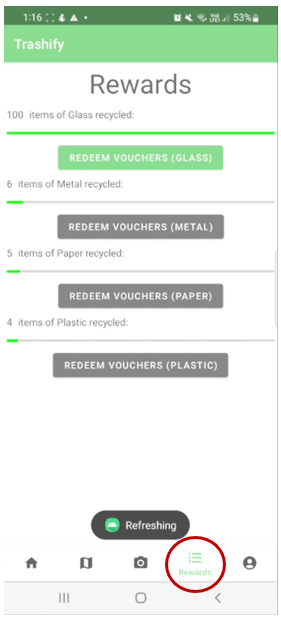 1:16 53%
Trashify
Rewards
100 items of Glass recycled:
REDEEM VOUCHERS (GLASS)
6 items of Metal recycled:
REDEEM VOUCHERS (METAL)
5 items of Paper recycled:
REDEEM VOUCHERS (PAPER)
4 items of Plastic recycled:
REDEEM VOUCHERS (PLASTIC)
Refreshing
Rewards